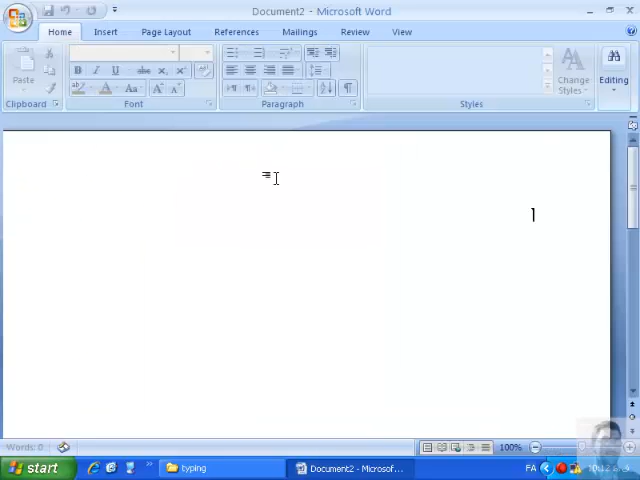 Document2 - Microsoft Word
Home Insert Page Layout References Mailings Review View
Paste
Change Styles
Editing
Clipboard Font Paragraph Styles
Words: 0
100%
start typing Document2 - Microsof... FA